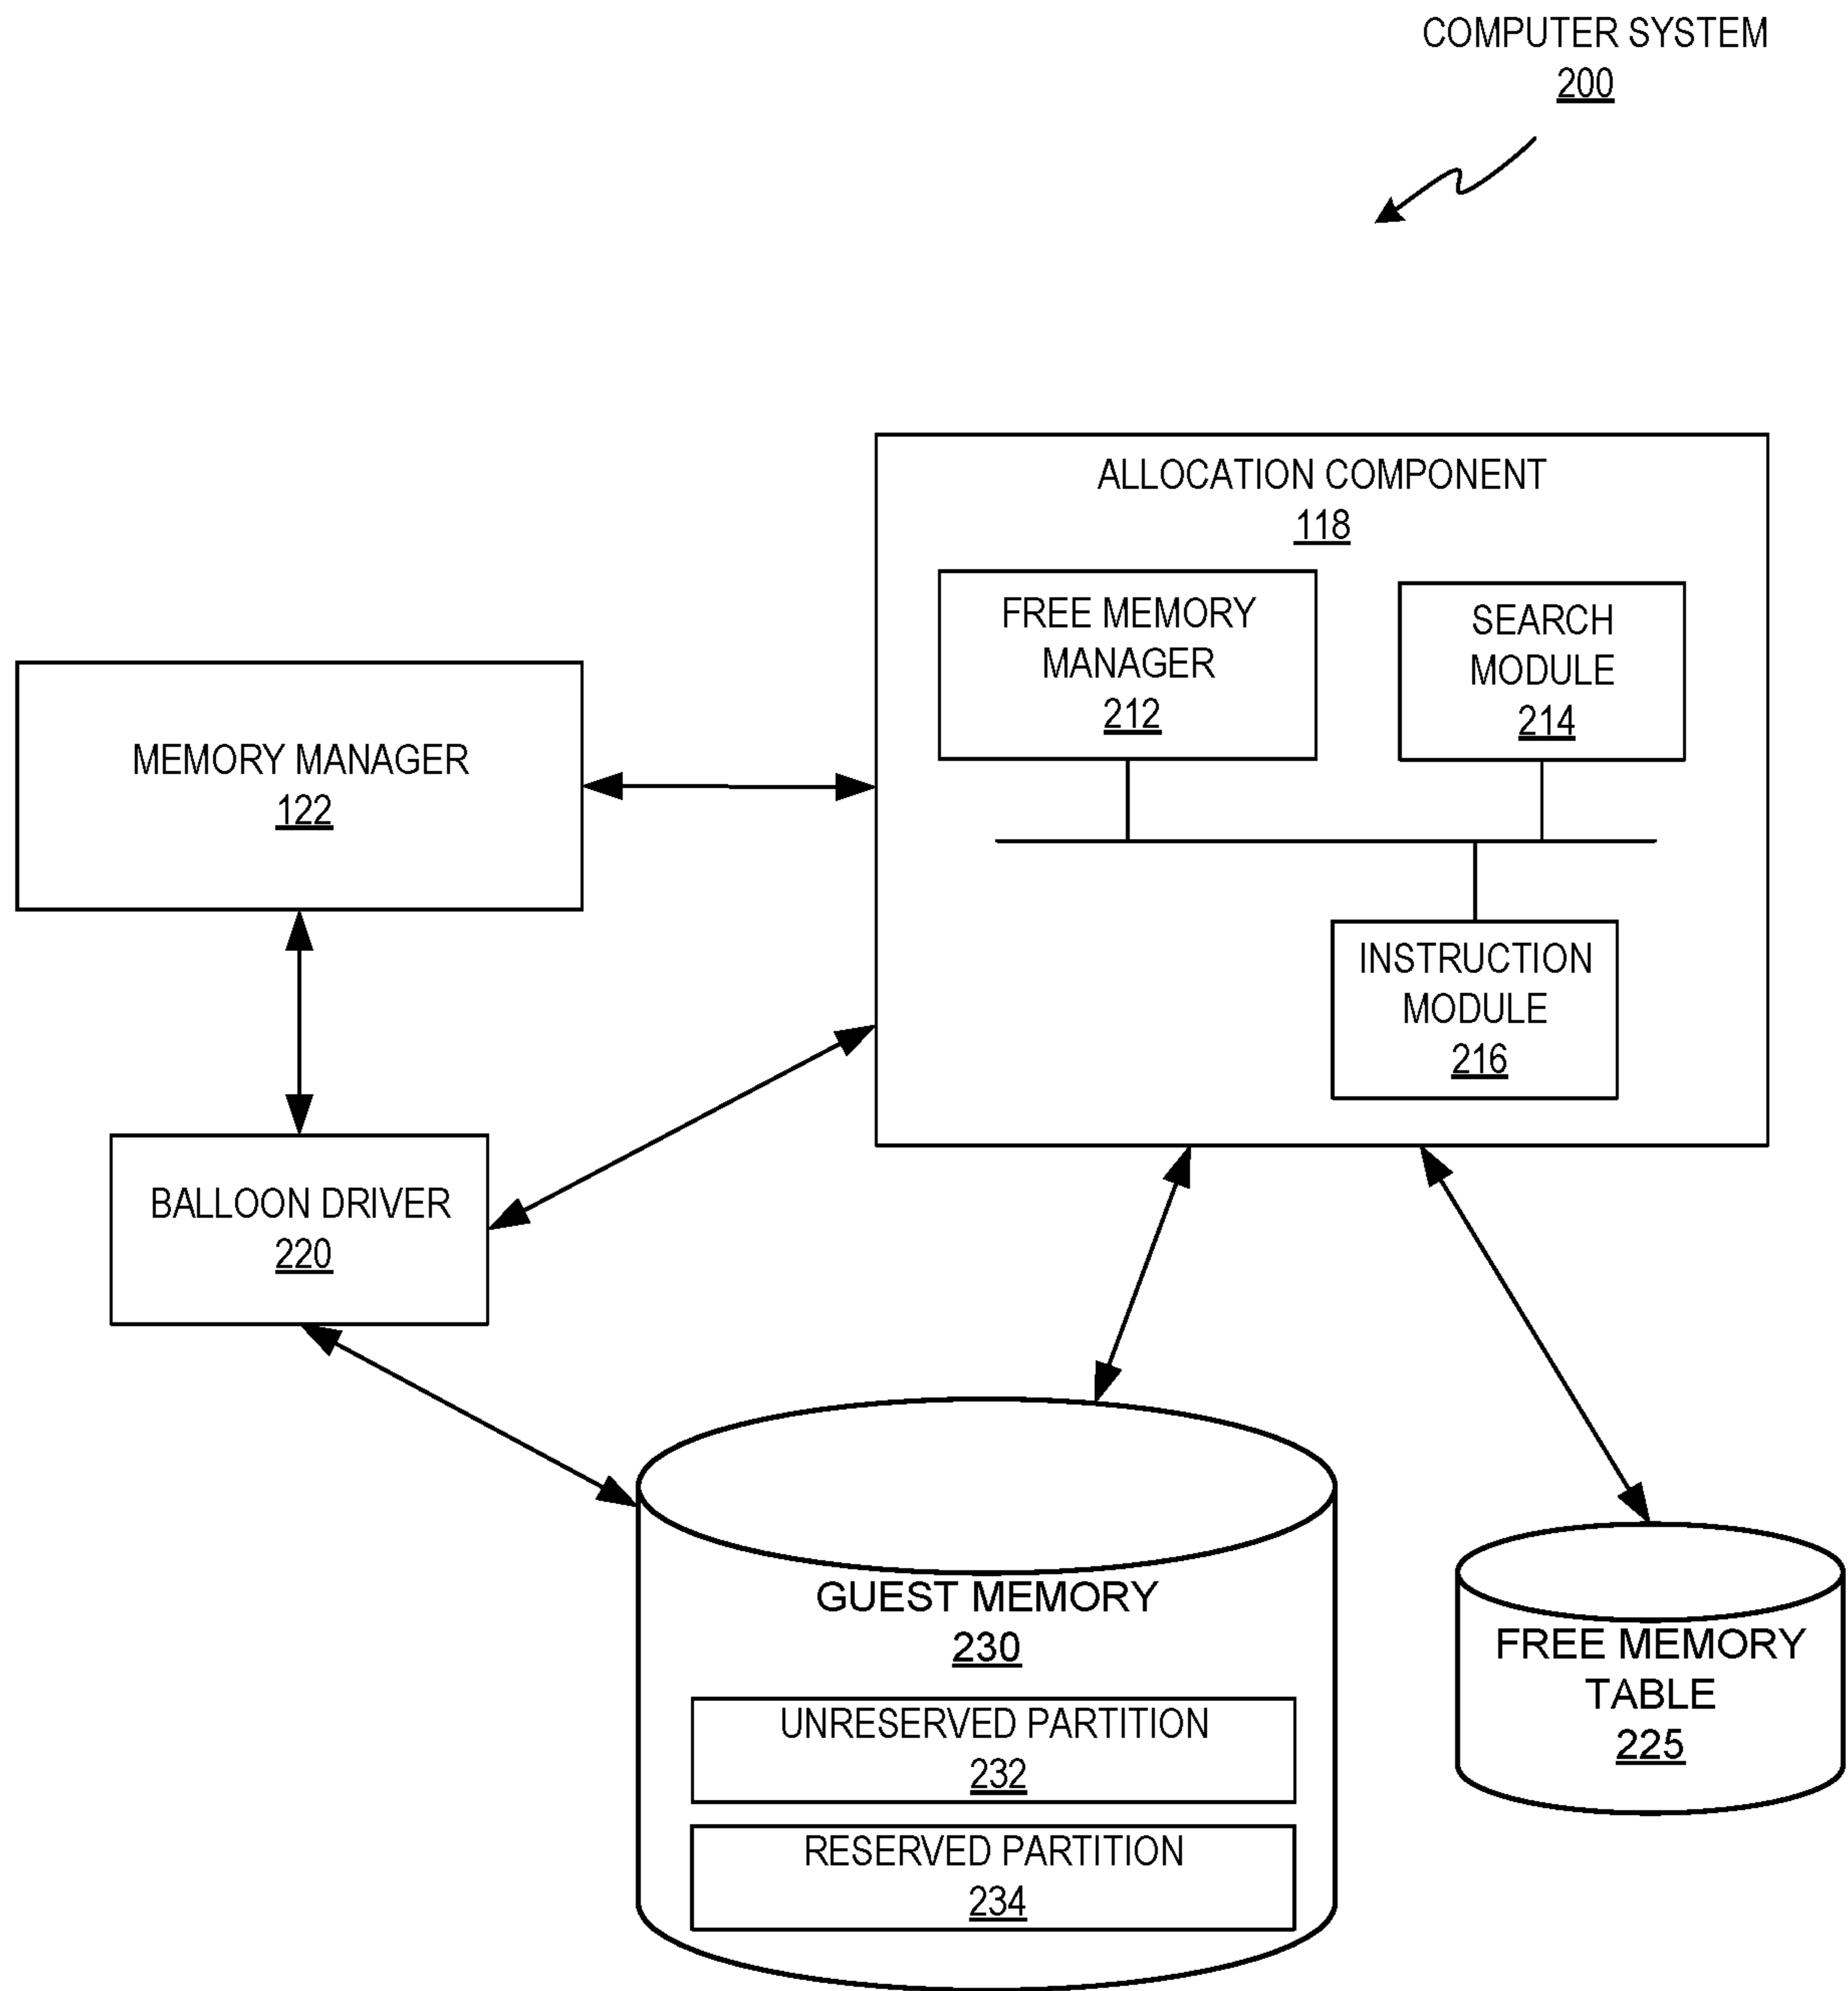 COMPUTER SYSTEM
200
ALLOCATION COMPONENT
118
FREE MEMORY
MANAGER
212
SEARCH
MODULE
214
MEMORY MANAGER
122
INSTRUCTION
MODULE
216
BALLOON DRIVER
220
GUEST MEMORY
230
UNRESERVED PARTITION
232
RESERVED PARTITION
234
FREE MEMORY
TABLE
225